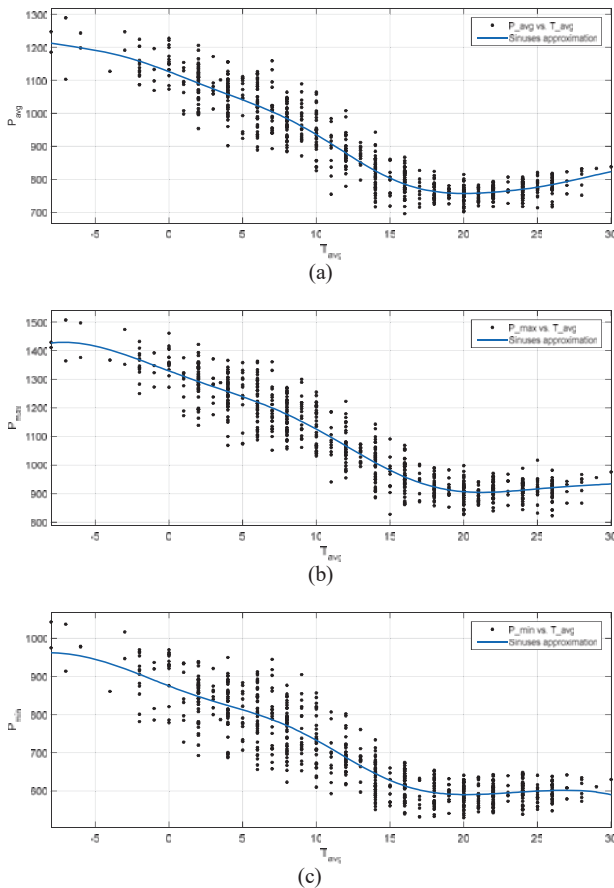 1300
1200
1100
1000
900
800
700
P_avg
P_avg vs. T_avg
Sinuses approximation
-5 0 5 10 15 20 25 30
T_avg
(a)
1500
1400
1300
1200
1100
1000
900
800
P_max
P_max vs. T_avg
Sinuses approximation
-5 0 5 10 15 20 25 30
T_avg
(b)
1000
900
800
700
600
P_min
P_min vs. T_avg
Sinuses approximation
-5 0 5 10 15 20 25 30
T_avg
(c)